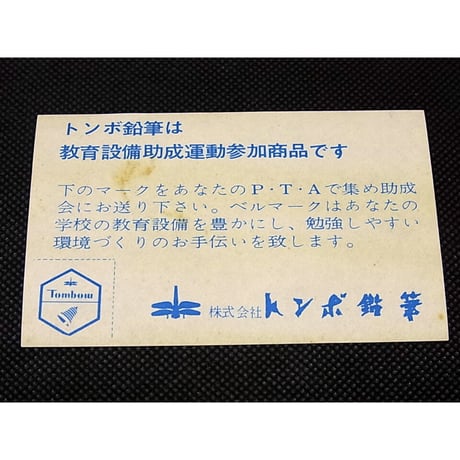 トンボ鉛筆は
教育設備助成運動参加商品です
下のマークをあなたのP・T・Aで集め助成
会にお送り下さい。ベルマークはあなたの
学校の教育設備を豊かにし、勉強しやすい
環境づくりのお手伝いを致します。
Tombow
株式会社トンボ鉛筆